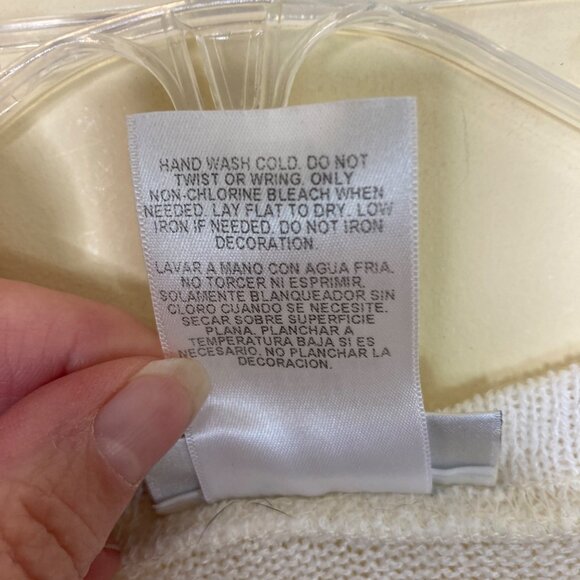 HAND WASH COLD. DO NOT
TWIST OR WRING. ONLY
NON-CHLORINE BLEACH WHEN
NEEDED. LAY FLAT TO DRY. LOW
IRON IF NEEDED. DO NOT IRON
DECORATION.
LAVAR A MANO CON AGUA FRIA.
NO TORCER NI ESPRIMIR.
SOLAMENTE BLANQUEADOR SIN
CLORO CUANDO SE NECESITE.
SECAR SOBRE SUPERFICIE
PLANA. PLANCHAR A
TEMPERATURA BAJA SI ES
NECESARIO. NO PLANCHAR LA
DECORACION.